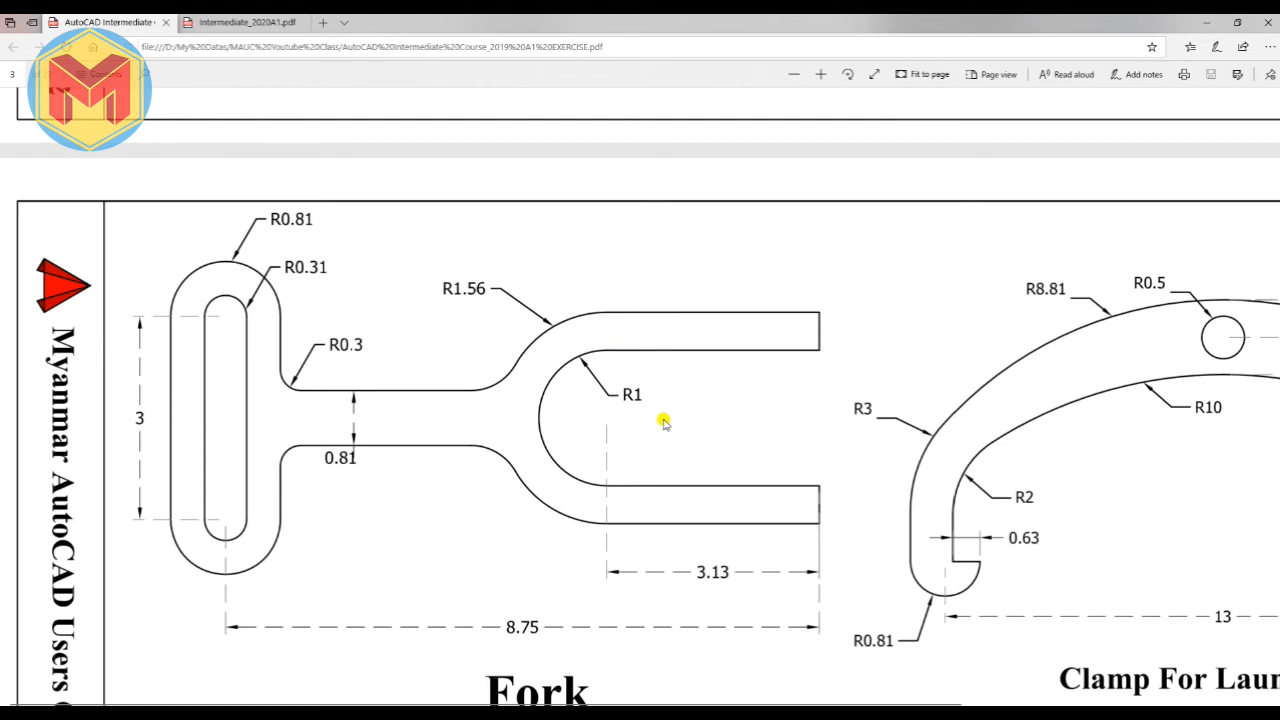 AutoCAD Intermediate
Intermediate_2020A1.pdf
file:///D:/My%20Datas/MAUC%20Youtube%20Class/AutoCAD%20Intermediate%20Course_2019%20A1%20EXERCISE.pdf
3
Contents
Fit to page
Page view
Read aloud
Add notes
R0.81
R0.31
R0.3
R1.56
R1
3
0.81
3.13
8.75
Fork
Myanmar AutoCAD Users
R8.81
R0.5
R3
R10
R2
0.63
13
R0.81
Clamp For Laun